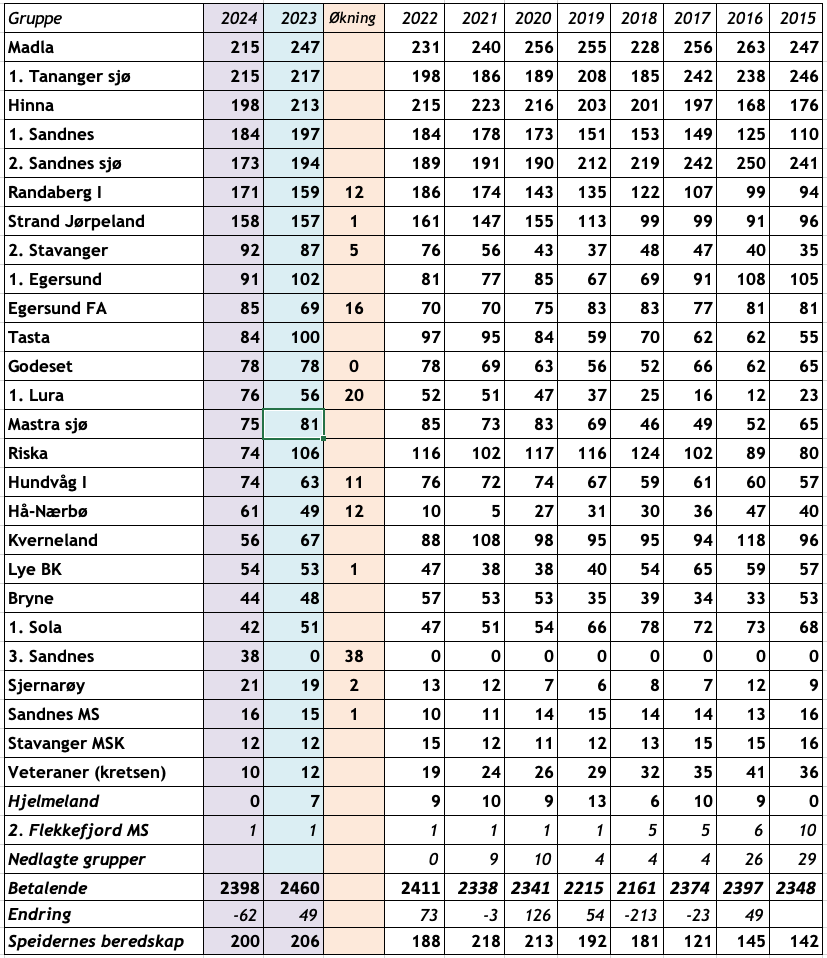 Gruppe 2024 2023 Økning 2022 2021 2020 2019 2018 2017 2016 2015
Madla 215 247 231 240 256 255 228 256 263 247
1. Tananger sjø 215 217 198 186 189 208 185 242 238 246
Hinna 198 213 215 223 216 203 201 197 168 176
1. Sandnes 184 197 184 178 173 151 153 149 125 110
2. Sandnes sjø 173 194 189 191 190 212 219 242 250 241
Randaberg I 171 159 12 186 174 143 135 122 107 99 94
Strand Jørpeland 158 157 1 161 147 155 113 99 99 91 96
2. Stavanger 92 87 5 76 56 43 37 48 47 40 35
1. Egersund 91 102 81 77 85 67 69 91 108 105
Egersund FA 85 69 16 70 70 75 83 83 77 81 81
Tasta 84 100 97 95 84 59 70 62 62 55
Godeset 78 78 0 78 69 63 56 52 66 62 65
1. Lura 76 56 20 52 51 47 37 25 16 12 23
Mastra sjø 75 81 85 73 83 69 46 49 52 65
Riska 74 106 116 102 117 116 124 102 89 80
Hundvåg I 74 63 11 76 72 74 67 59 61 60 57
Hå-Nærbø 61 49 12 10 5 27 31 30 36 47 40
Kverneland 56 67 88 108 98 95 95 94 118 96
Lye BK 54 53 1 47 38 38 40 54 65 59 57
Bryne 44 48 57 53 53 35 39 34 33 53
1. Sola 42 51 47 51 54 66 78 72 73 68
3. Sandnes 38 0 38 0 0 0 0 0 0 0 0
Sjernarøy 21 19 2 13 12 7 6 8 7 12 9
Sandnes MS 16 15 1 10 11 14 15 14 14 13 16
Stavanger MSK 12 12 15 12 11 12 13 15 15 16
Veteraner (kretsen) 10 12 19 24 26 29 32 35 41 36
Hjelmeland 0 7 9 10 9 13 6 10 9 0
2. Flekkefjord MS 1 1 1 1 1 1 5 5 6 10
Nedlagte grupper 0 9 10 4 4 4 26 29
Betalende 2398 2460 2411 2338 2341 2215 2161 2374 2397 2348
Endring -62 49 73 -3 126 54 -213 -23 49
Speidernes beredskap 200 206 188 218 213 192 181 121 145 142